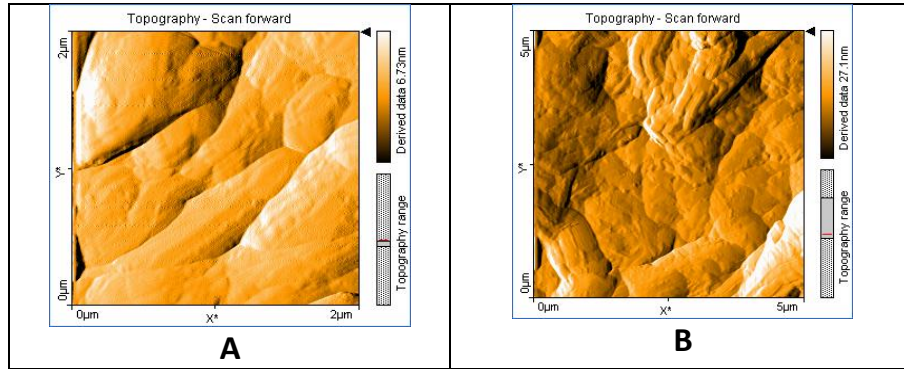 Topography - Scan forward
2µm
Y*
0µm
0µm
X*
2µm
Derived data 6.73nm
Topography range
A
Topography - Scan forward
5µm
Y*
0µm
0µm
X*
5µm
Derived data 27.1nm
Topography range
B